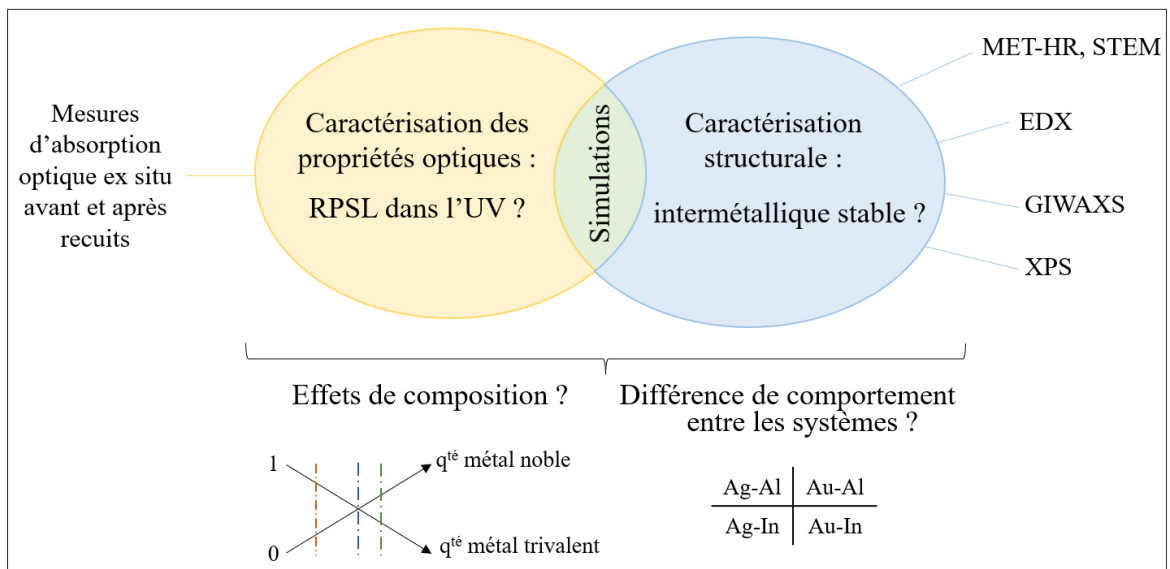 Mesures
d’absorption
optique ex situ
avant et après
recuits
Caractérisation des
propriétés optiques :
RPSL dans l’UV ?
Simulations
Caractérisation
structurale :
intermétallique stable ?
MET-HR, STEM
EDX
GIWAXS
XPS
Effets de composition ?
Différence de comportement
entre les systèmes ?
1
qté métal noble
0
qté métal trivalent
Ag-Al Au-Al
Ag-In Au-In